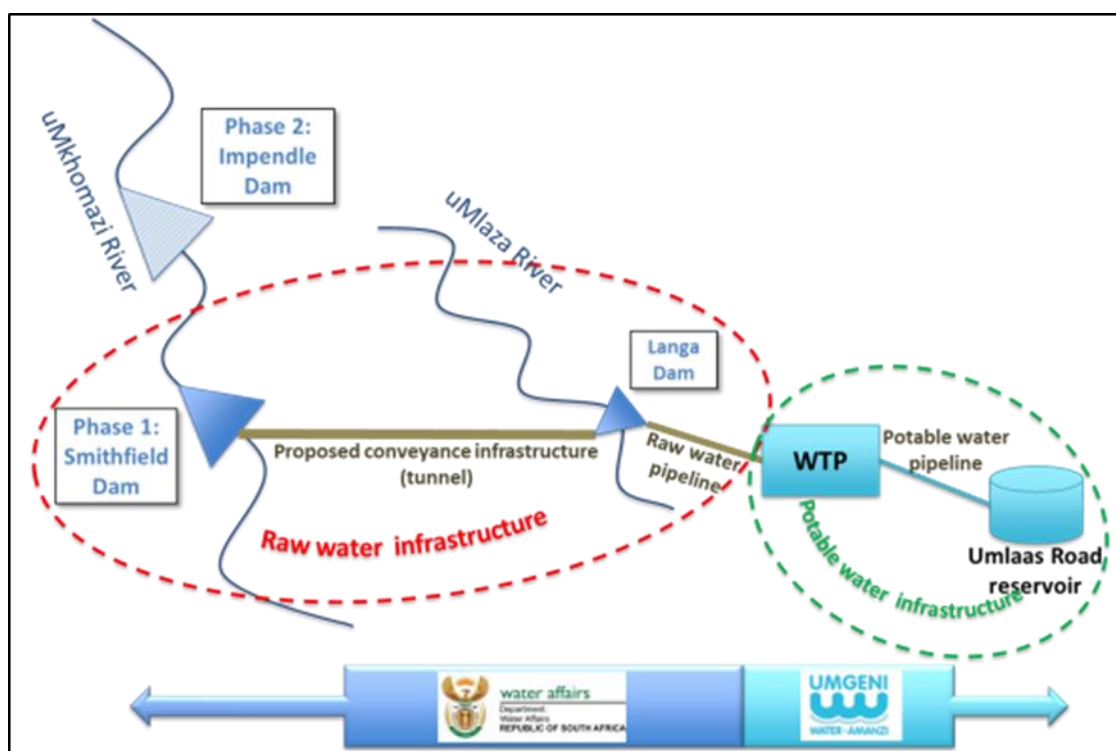 uMkhomazi River
Phase 2:
Impendle
Dam
uMlaza River
Langa
Dam
Phase 1:
Smithfield
Dam
Proposed conveyance infrastructure
(tunnel)
Raw water
pipeline
WTP
Potable water
pipeline
Umlaas Road
reservoir
Raw water infrastructure
Potable water infrastructure
water affairs
Department:
Water Affairs
REPUBLIC OF SOUTH AFRICA
UMGENI
WATER-AMANZI